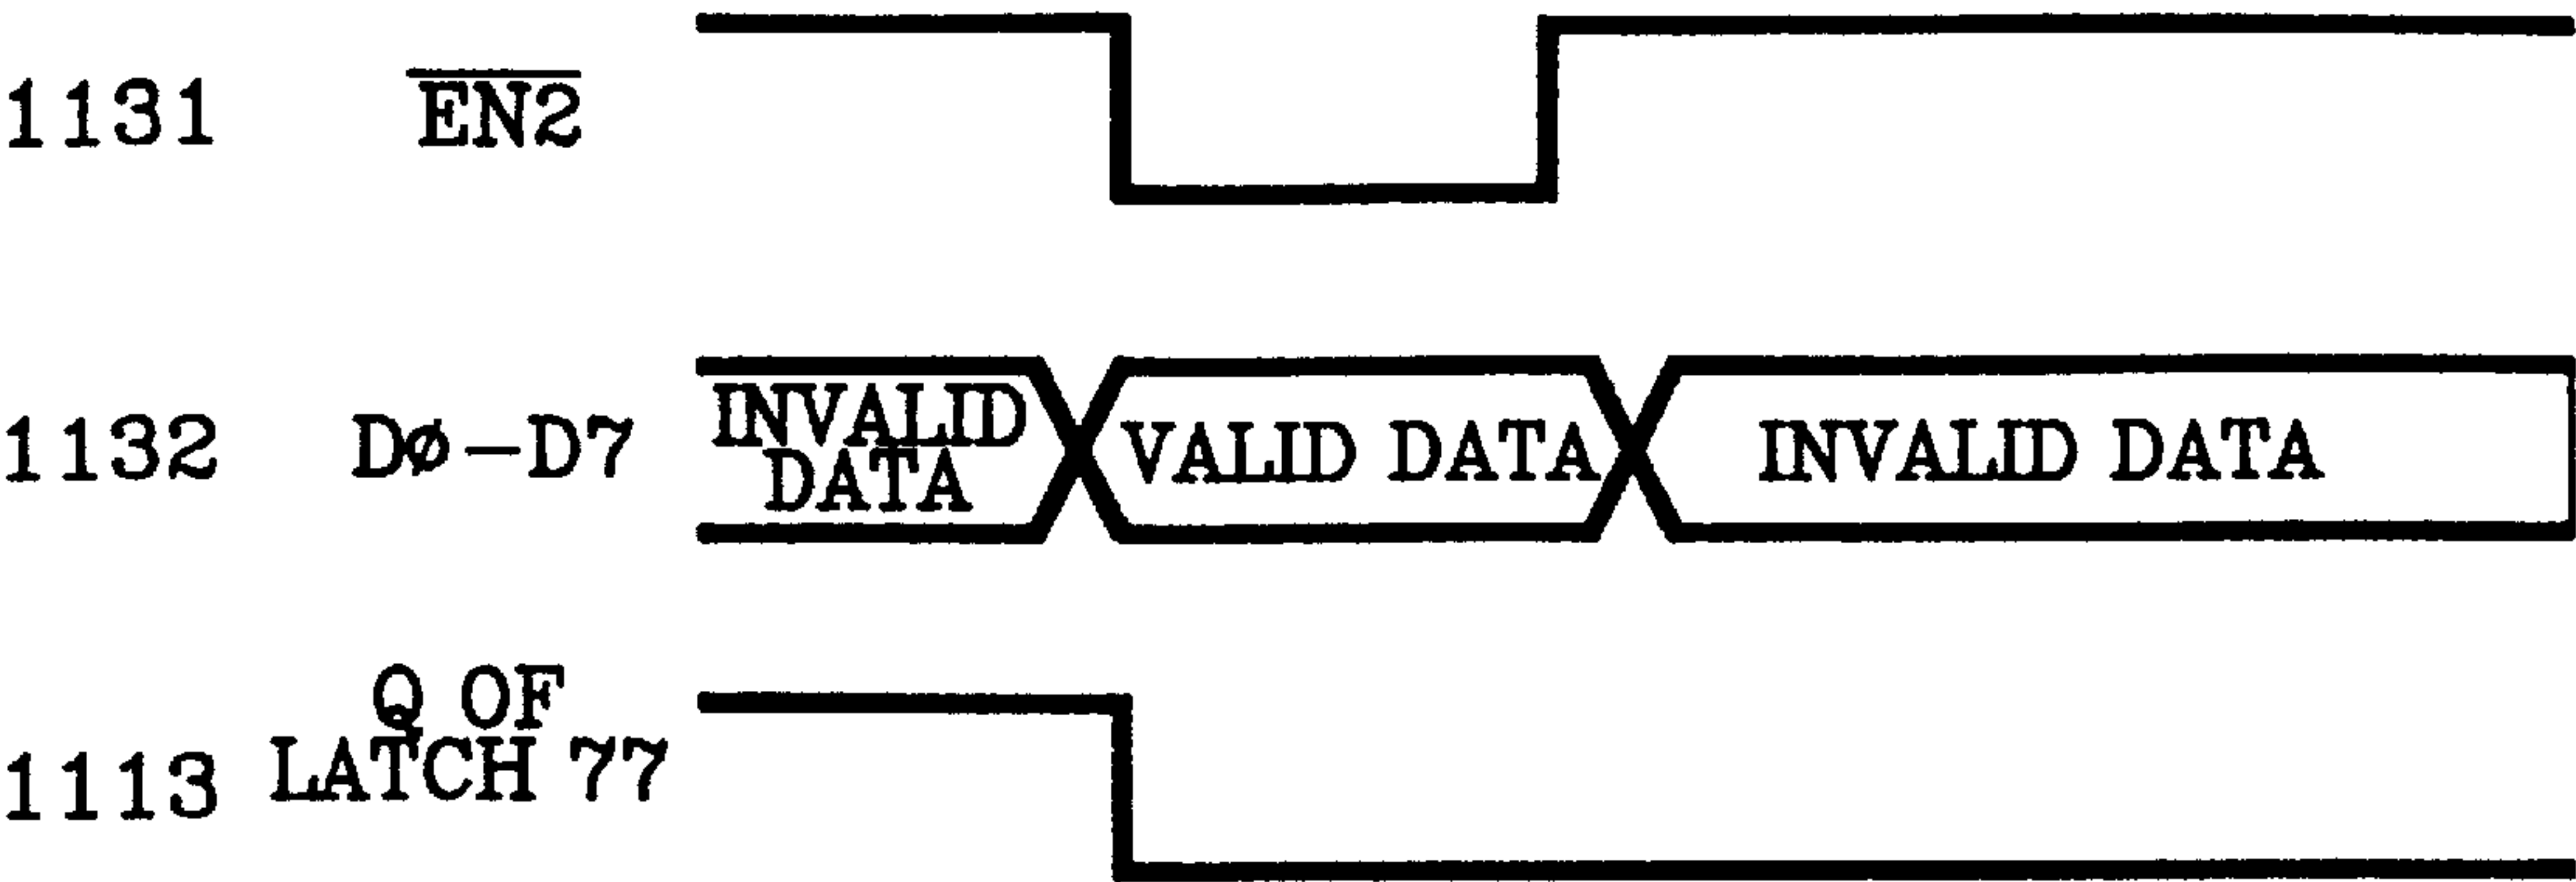 1131 EN2
1132 Dø-D7 INVALID DATA VALID DATA INVALID DATA
Q OF
1113 LATCH 77